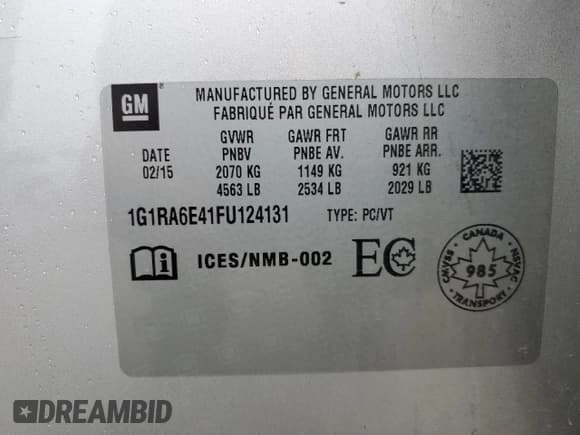 GM
MANUFACTURED BY GENERAL MOTORS LLC
FABRIQUÉ PAR GENERAL MOTORS LLC
GVWR GAWR FRT GAWR RR
DATE PNBV PNBE AV. PNBE ARR.
02/15 2070 KG 1149 KG 921 KG
4563 LB 2534 LB 2029 LB
1G1RA6E41FU124131 TYPE: PC/VT
ICES/NMB-002 EC
CANADA
CMVSS 985 NSVAC
TRANSPORT
DREAMBID